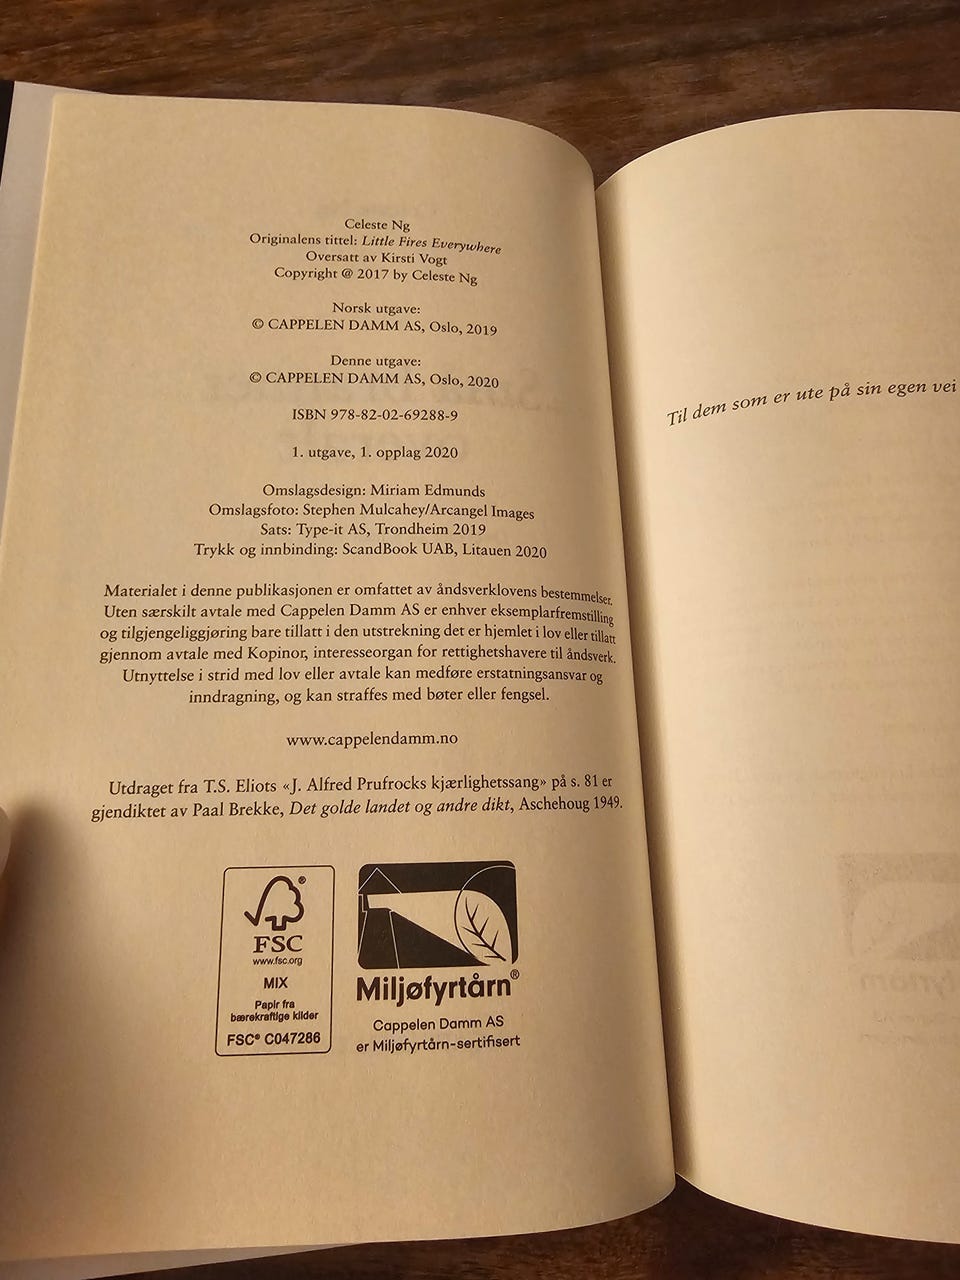 Celeste Ng
Originalens tittel: Little Fires Everywhere
Oversatt av Kirsti Vogt
Copyright @ 2017 by Celeste Ng
Norsk utgave:
© CAPPELEN DAMM AS, Oslo, 2019
Denne utgave:
© CAPPELEN DAMM AS, Oslo, 2020
ISBN 978-82-02-69288-9
1. utgave, 1. opplag 2020
Omslagsdesign: Miriam Edmunds
Omslagsfoto: Stephen Mulcahey/Arcangel Images
Sats: Type-it AS, Trondheim 2019
Trykk og innbinding: ScandBook UAB, Litauen 2020
Materialet i denne publikasjonen er omfattet av åndsverklovens bestemmelser.
Uten særskilt avtale med Cappelen Damm AS er enhver eksemplarfremstilling
og tilgjengeliggjøring bare tillatt i den utstrekning det er hjemlet i lov eller tillatt
gjennom avtale med Kopinor, interesseorgan for rettighetshavere til åndsverk.
Utnyttelse i strid med lov eller avtale kan medføre erstatningsansvar og
inndragning, og kan straffes med bøter eller fengsel.
www.cappelendamm.no
Utdraget fra T.S. Eliots «J. Alfred Prufrocks kjærlighetssang» på s. 81 er
gjendiktet av Paal Brekke, Det golde landet og andre dikt, Aschehoug 1949.
FSC
www.fsc.org
MIX
Papir fra
bærekraftige kilder
FSC® C047286
Miljøfyrtårn®
Cappelen Damm AS
er Miljøfyrtårn-sertifisert
Til dem som er ute på sin egen vei